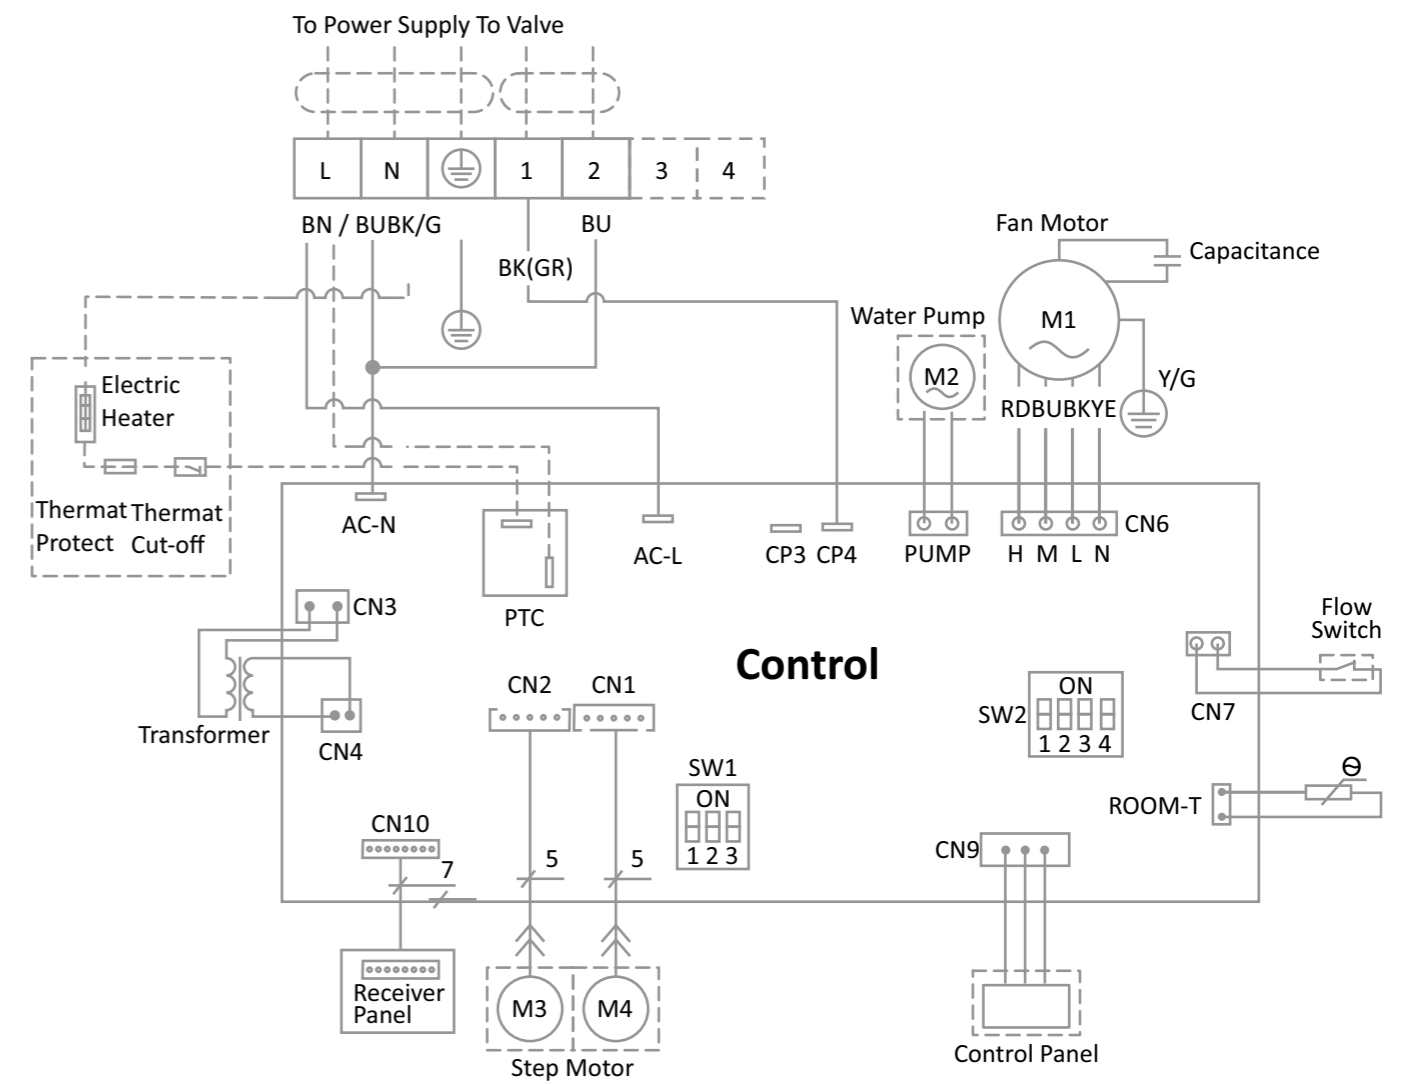 To Power Supply To Valve
L N 1 2 3 4
BN / BUBK/G BU
BK(GR)
Fan Motor
Capacitance
M1
Water Pump
M2
Y/G
RDBUBKYE
Electric
Heater
Thermat Thermat
Protect Cut-off
AC-N
PTC
AC-L
CP3 CP4
PUMP
H M L N
CN6
CN3
Transformer
CN4
Control
CN2 CN1
Flow
Switch
CN7
SW2
ON
1 2 3 4
SW1
ON
1 2 3
ROOM-T
Θ
CN10
7
5
5
CN9
Receiver
Panel
M3 M4
Step Motor
Control Panel